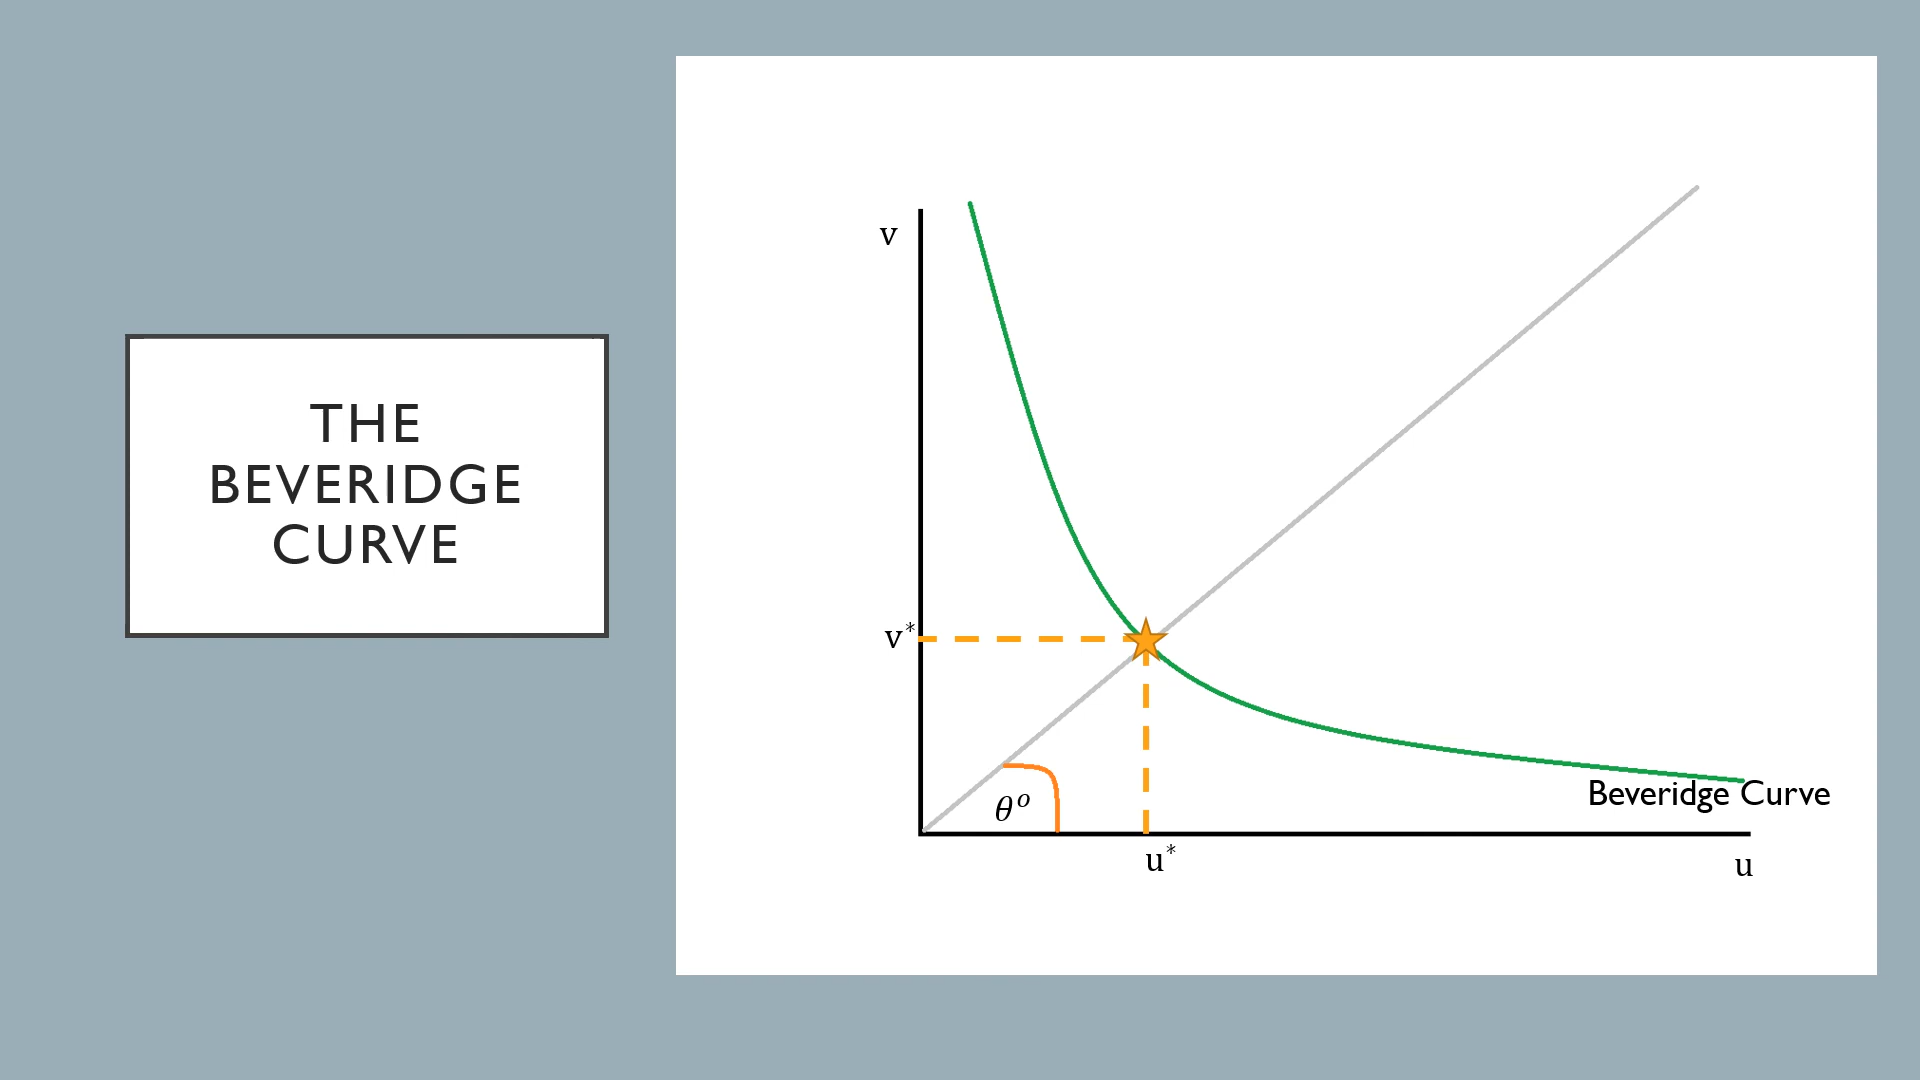 THE
BEVERIDGE
CURVE
v
v*
θᵒ
Beveridge Curve
u*
u